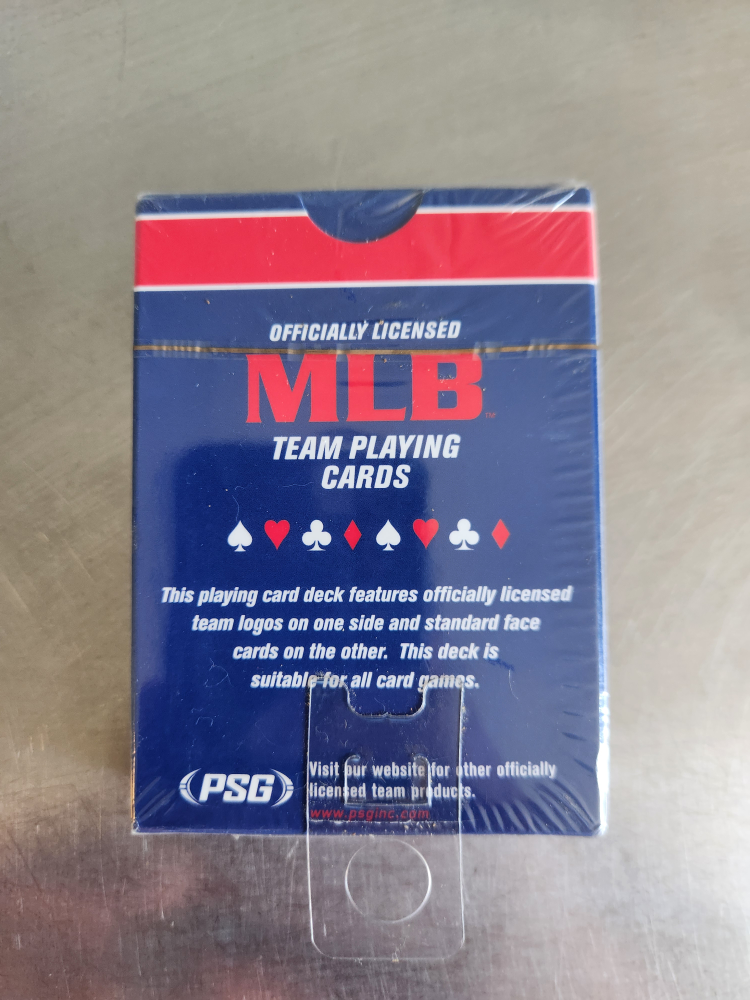 OFFICIALLY LICENSED
MLB™
TEAM PLAYING
CARDS
This playing card deck features officially licensed
team logos on one side and standard face
cards on the other. This deck is
suitable for all card games.
PSG
Visit our website for other officially
licensed team products.
www.psginc.com